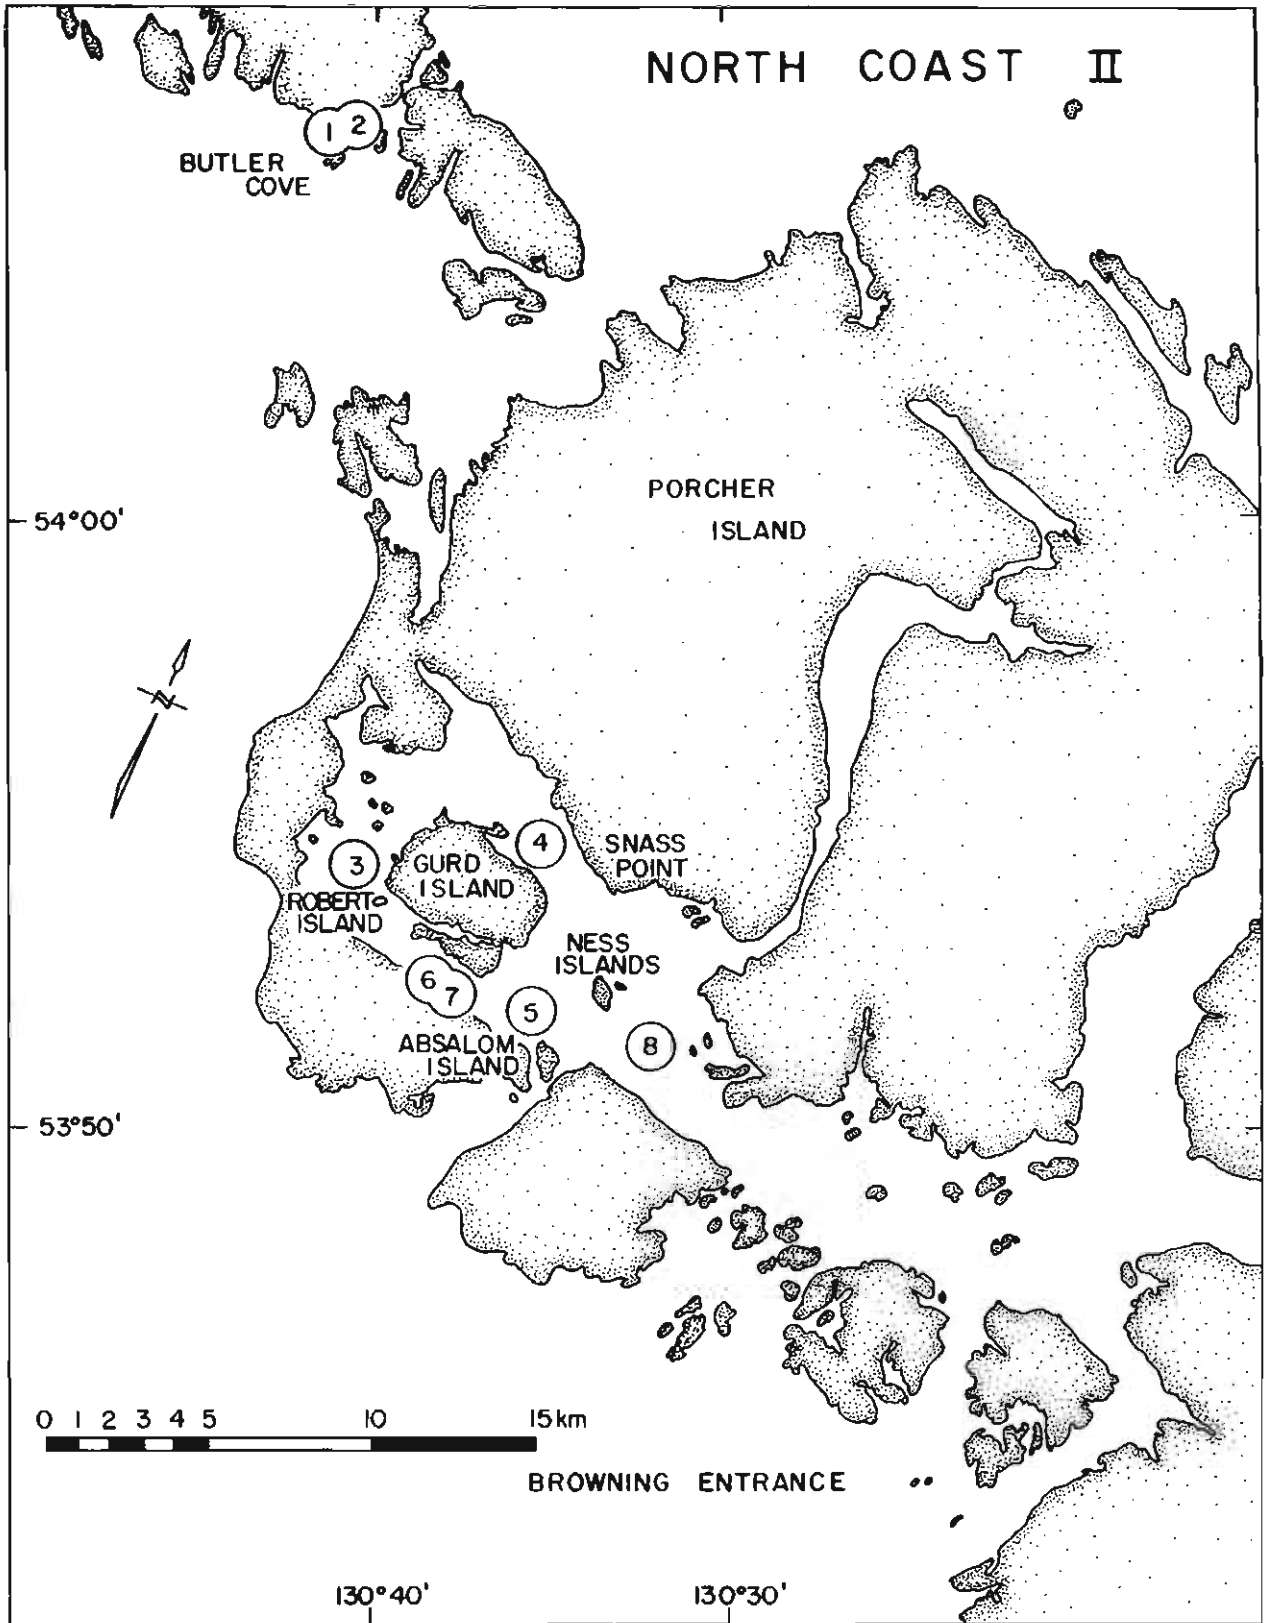 NORTH COAST II
1 2
BUTLER
COVE
PORCHER
ISLAND
54°00'
N
4
SNASS
POINT
3
GURD
ISLAND
ROBERT
ISLAND
NESS
ISLANDS
6
7
5
8
ABSALOM
ISLAND
53°50'
0 1 2 3 4 5 10 15 km
BROWNING ENTRANCE
130°40' 130°30'